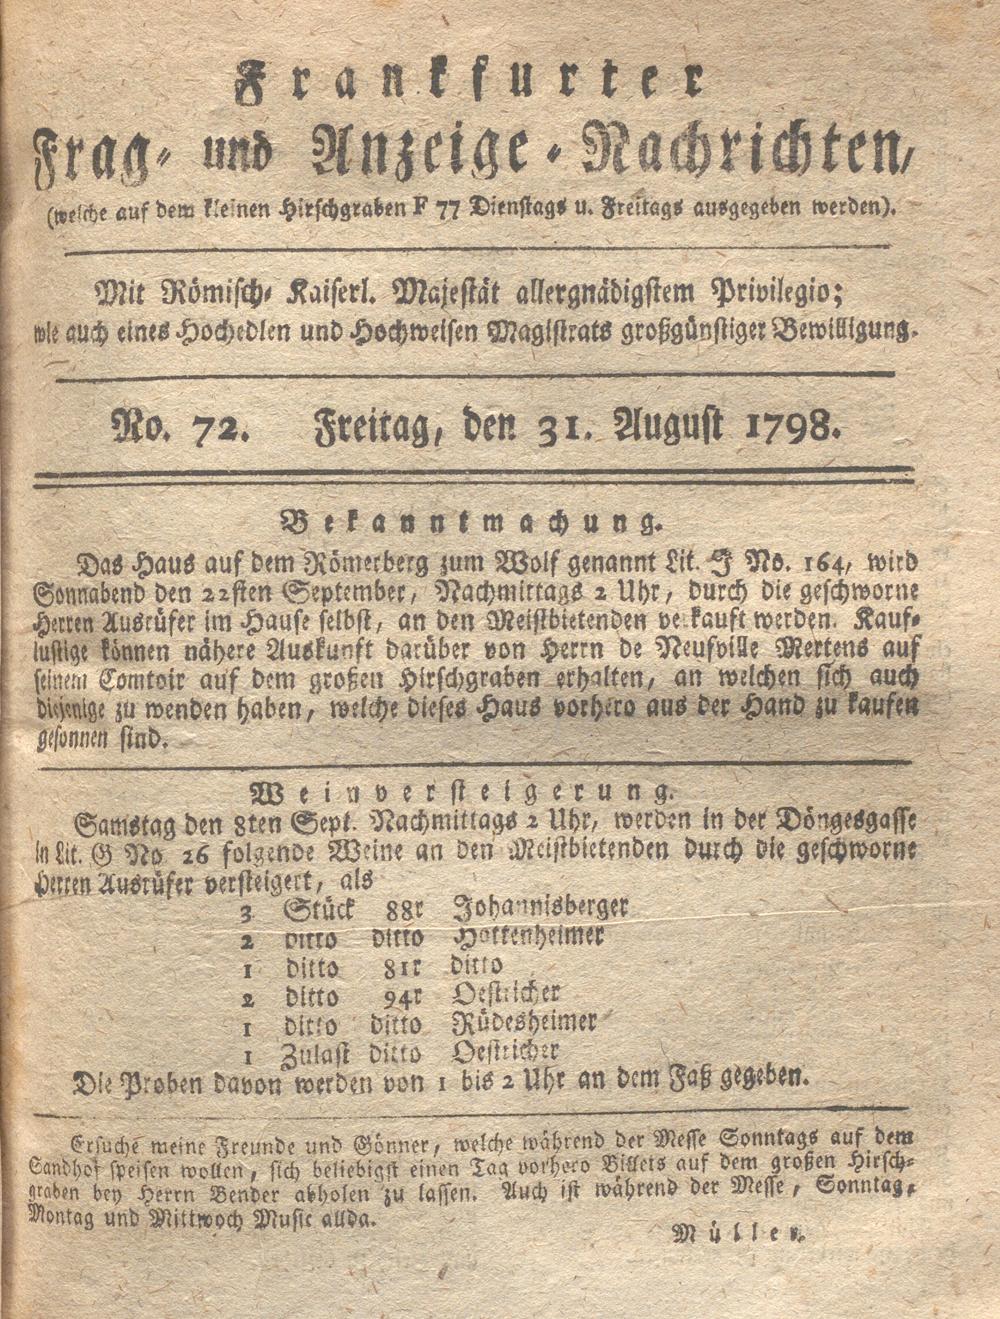 Frankfurter
Frag- und Anzeige-Nachrichten,
(welche auf dem kleinen Hirschgraben F 77 Dienstags u. Freitags ausgegeben werden).
Mit Römisch- Kaiserl. Majestät allergnädigstem Privilegio;
wie auch eines Hochedlen und Hochweisen Magistrats großgünstiger Bewilligung.
No. 72. Freitag, den 31. August 1798.
Bekanntmachung.
Das Haus auf dem Römerberg zum Wolf genannt Lit. J No. 164, wird
Sonnabend den 22sten September, Nachmittags 2 Uhr, durch die geschworne
Herren Ausrüfer im Hause selbst, an den Meistbietenden verkauft werden. Kauf-
lustige können nähere Auskunft darüber von Herrn de Neufville Mertens auf
seinem Comtoir auf dem großen Hirschgraben erhalten, an welchen sich auch
diejenige zu wenden haben, welche dieses Haus vorhero aus der Hand zu kaufen
gesonnen sind.
Weinversteigerung.
Samstag den 8ten Sept. Nachmittags 2 Uhr, werden in der Döngesgasse
in Lit. G No 26 folgende Weine an den Meistbietenden durch die geschworne
Herren Ausrüfer versteigert, als
3 Stück 88r Johannisberger
2 ditto ditto Hattenheimer
1 ditto 81r ditto
2 ditto 94r Oestricher
1 ditto ditto Rüdesheimer
1 Zulast ditto Oestricher
Die Proben davon werden von 1 bis 2 Uhr an dem Faß gegeben.
Ersuche meine Freunde und Gönner, welche während der Messe Sonntags auf dem
Sandhof speisen wollen, sich beliebigst einen Tag vorhero Billets auf dem großen Hirsch-
graben bey Herrn Bender abholen zu lassen. Auch ist während der Messe, Sonntag,
Montag und Mittwoch Music allda.
Müller.